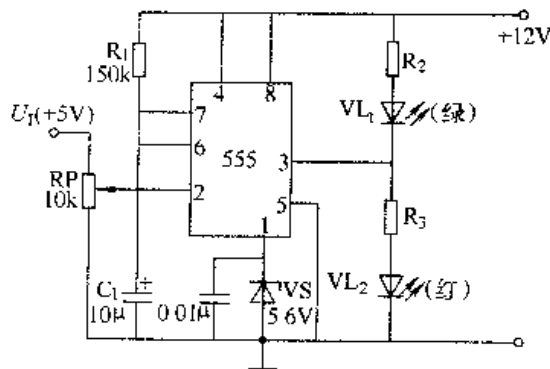 +12V
R₁
150k
4
8
R₂
7
VL₁
(绿)
U_I(+5V)
6
555
3
RP
10k
2
5
R₃
1
C₁
+
10μ
0.01μ
VS
5.6V
VL₂
(红)